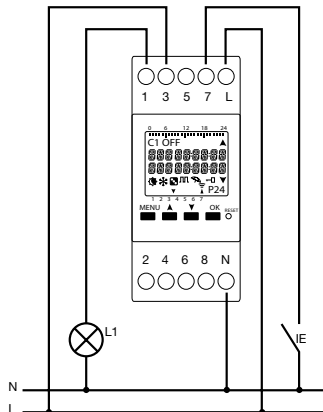 1 3 5 7 L
0 6 12 18 24
C1 OFF
P24
1 2 3 4 5 6 7
MENU OK RESET
2 4 6 8 N
L1
IE
N
L